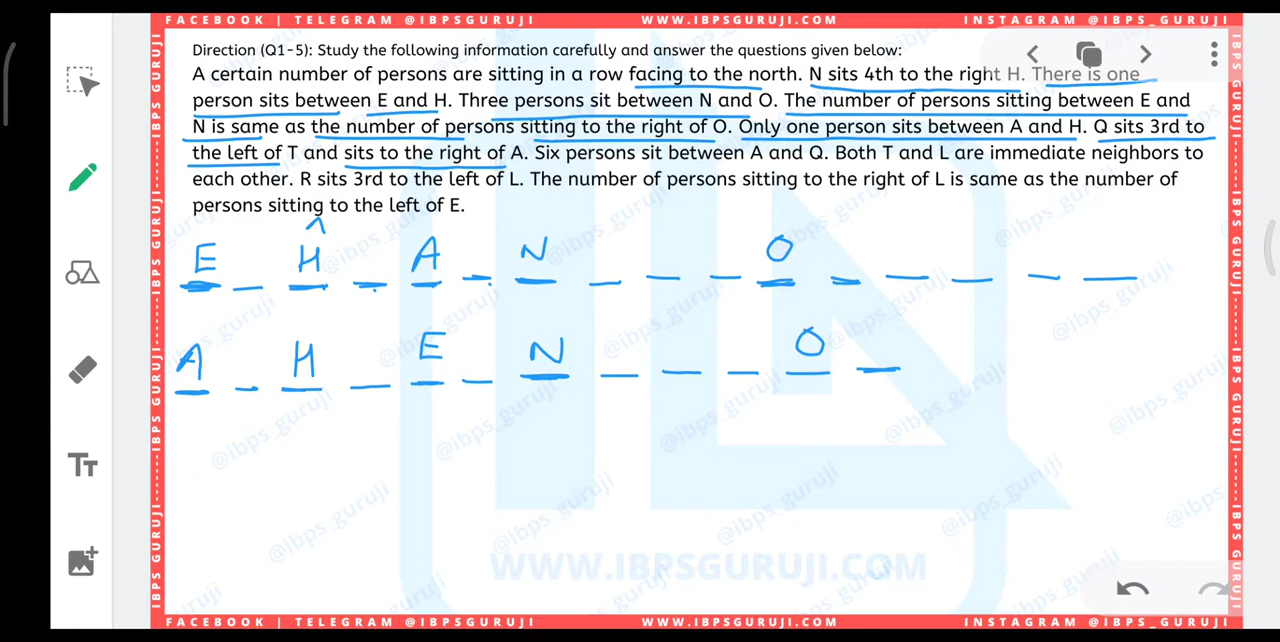 FACEBOOK | TELEGRAM @IBPS_GURUJI WWW.IBPSGURUJI.COM INSTAGRAM @IBPS_GURUJI
Direction (Q1-5): Study the following information carefully and answer the questions given below:
A certain number of persons are sitting in a row facing to the north. N sits 4th to the right H. There is one
person sits between E and H. Three persons sit between N and O. The number of persons sitting between E and
N is same as the number of persons sitting to the right of O. Only one person sits between A and H. Q sits 3rd to
the left of T and sits to the right of A. Six persons sit between A and Q. Both T and L are immediate neighbors to
each other. R sits 3rd to the left of L. The number of persons sitting to the right of L is same as the number of
persons sitting to the left of E.
E H A N O
A H E N O
WWW.IBPSGURUJI.COM
FACEBOOK | TELEGRAM @IBPS_GURUJI WWW.IBPSGURUJI.COM INSTAGRAM @IBPS_GURUJI